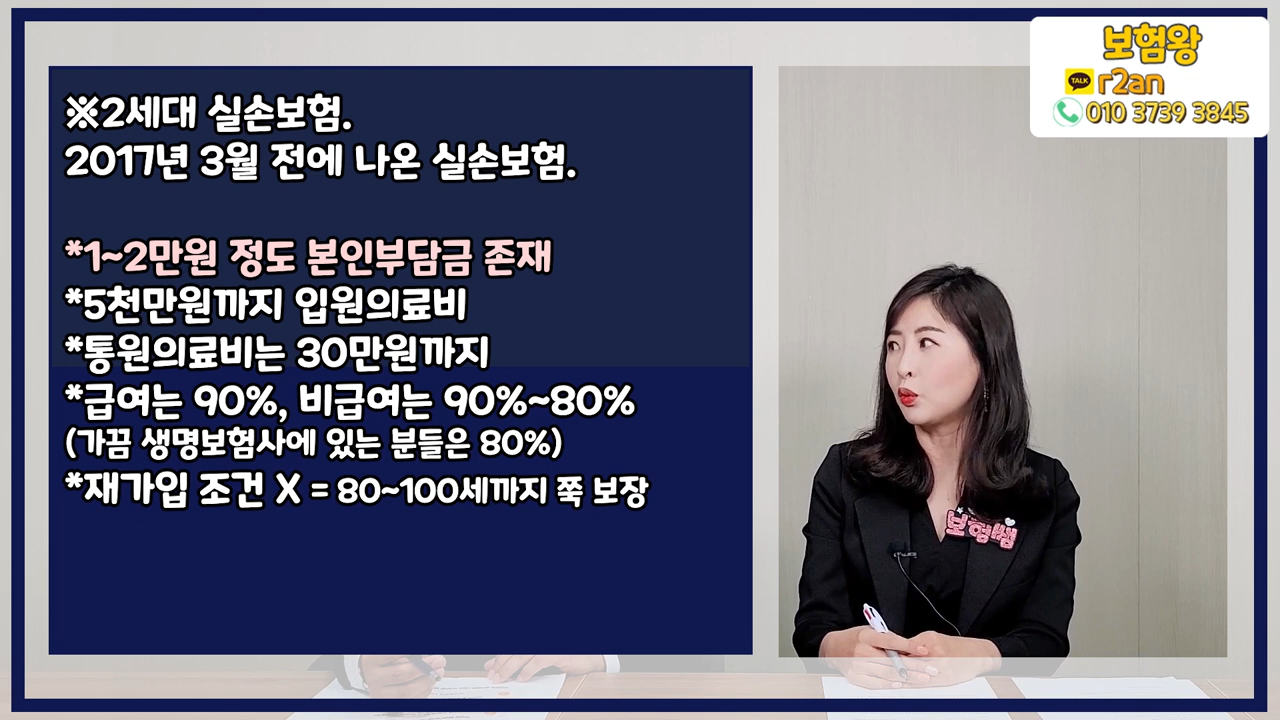 보험왕
TALK r2an
010 3739 3845
※2세대 실손보험.
2017년 3월 전에 나온 실손보험.
*1~2만원 정도 본인부담금 존재
*5천만원까지 입원의료비
*통원의료비는 30만원까지
*급여는 90%, 비급여는 90%~80%
(가끔 생명보험사에 있는 분들은 80%)
*재가입 조건 X = 80~100세까지 쭉 보장
보험쌤